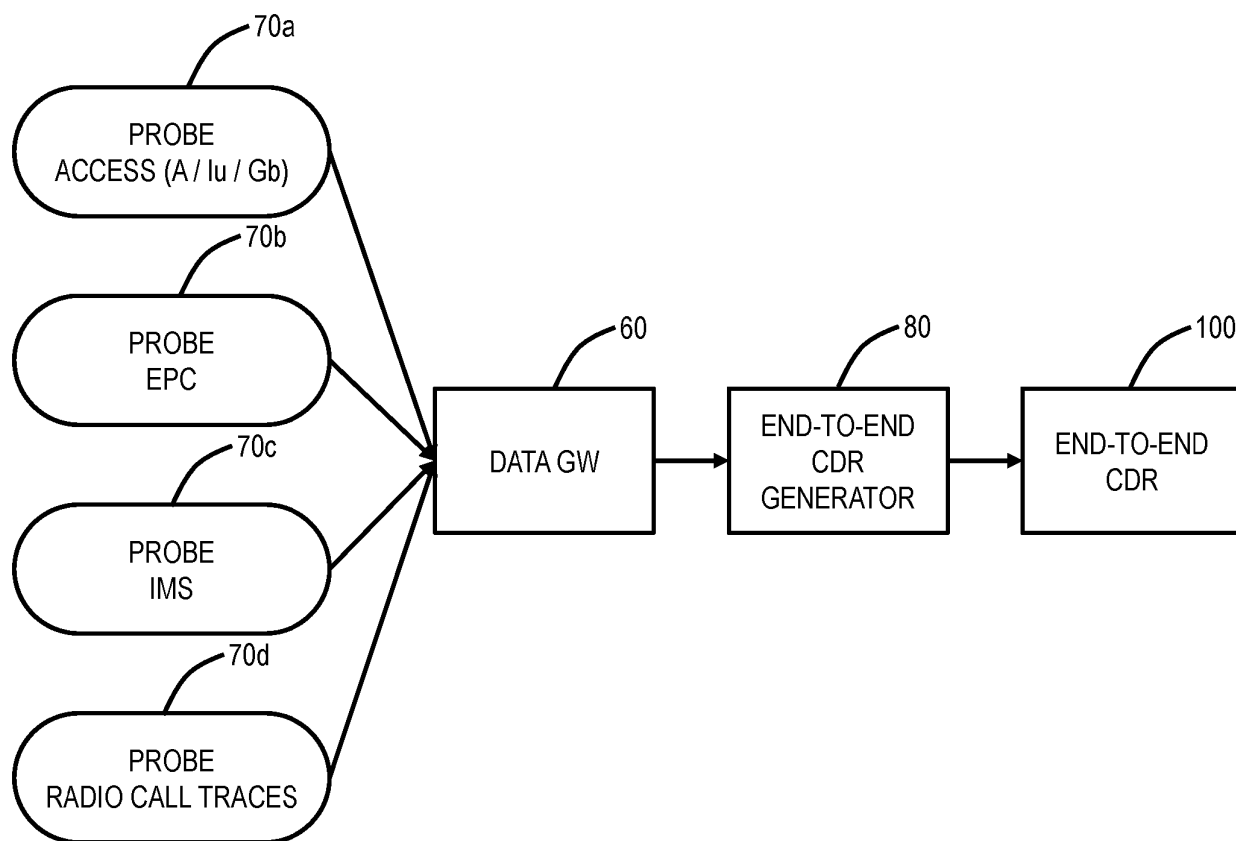 70a
PROBE
ACCESS (A / Iu / Gb)
70b
PROBE
EPC
70c
PROBE
IMS
70d
PROBE
RADIO CALL TRACES
60
DATA GW
80
END-TO-END
CDR
GENERATOR
100
END-TO-END
CDR